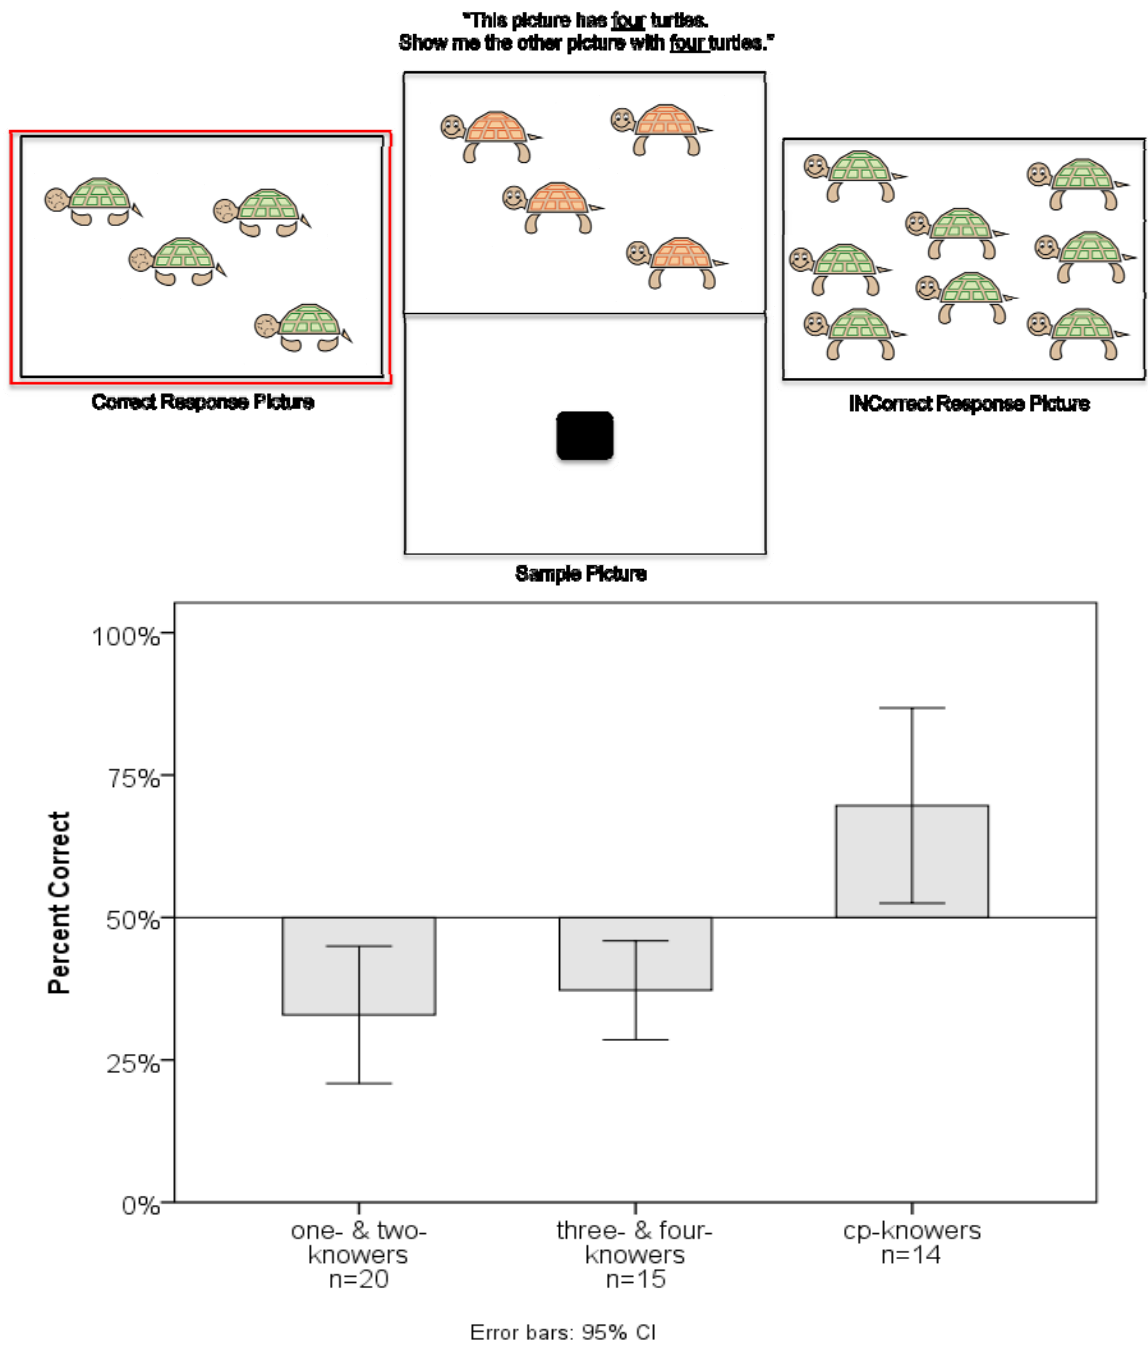 "This picture has four turtles.
Show me the other picture with four turtles."
Correct Response Picture
INCorrect Response Picture
Sample Picture
Percent Correct
100%
75%
50%
25%
0%
one- & two-
knowers
n=20
three- & four-
knowers
n=15
cp-knowers
n=14
Error bars: 95% CI